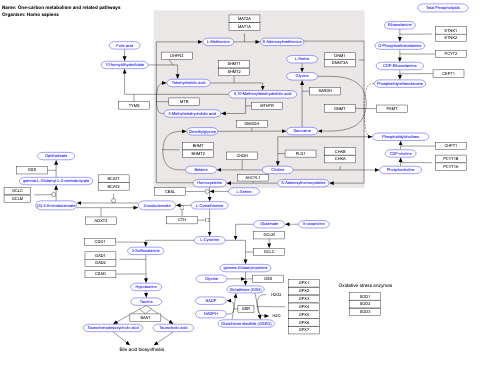 Name: One-carbon metabolism and related pathways
Organism: Homo sapiens
Total Phospholipids
MAT2A
MAT1A
Ethanolamine
ETNK1
ETNK2
Folic acid
L-Methionine
S-Adenosylmethionine
O-Phosphoethanolamine
DHFR2
PCYT2
L-Serine
GNMT
DNMT3A
10-formyltetrahydrofolate
SHMT1
SHMT2
CDP-Ethanolamine
CEPT1
Glycine
Tetrahydrofolic acid
Phosphatidylethanolamine
SARDH
5,10-Methylenetetrahydrofolic acid
TYMS
MTR
MTHFR
GNMT
PEMT
5-Methyltetrahydrofolic acid
DMGDH
Dimethylglycine
Sarcosine
Phosphatidylcholines
BHMT
BHMT2
CHDH
PLD1
CHKB
CHKA
CHPT1
CDP-choline
PCYT1B
PCYT1A
Ophthalmate
GSS
Betaine
Choline
Phosphocholine
AHCYL1
gamma-L-Glutamyl-L-2-aminobutyrate
BCAT1
BCAT2
Homocysteine
S-Adenosylhomocysteine
GCLC
GCLM
CBSL
L-Serine
(S)-2-Aminobutanoate
2-oxobutanoate
L-Cystathionine
AGXT2
CTH
Glutamate
5-oxoproline
CDO1
L-Cysteine
GCLM
GCLC
3-Sulfinoalanine
GAD1
GAD2
gamma-Glutamylcysteine
CSAD
Glycine
GSS
Hypotaurine
Glutathione (GSH)
GPX1
GPX2
GPX3
GPX4
GPX5
GPX6
GPX7
Oxidative stress enzymes
SOD1
SOD2
SOD3
Taurine
NADP
H2O2
GSR
NADPH
H2O
BAAT
Glutathione disulfide (GSSG)
Taurochenodesoxycholic acid
Taurocholic acid
Bile acid biosynthesis